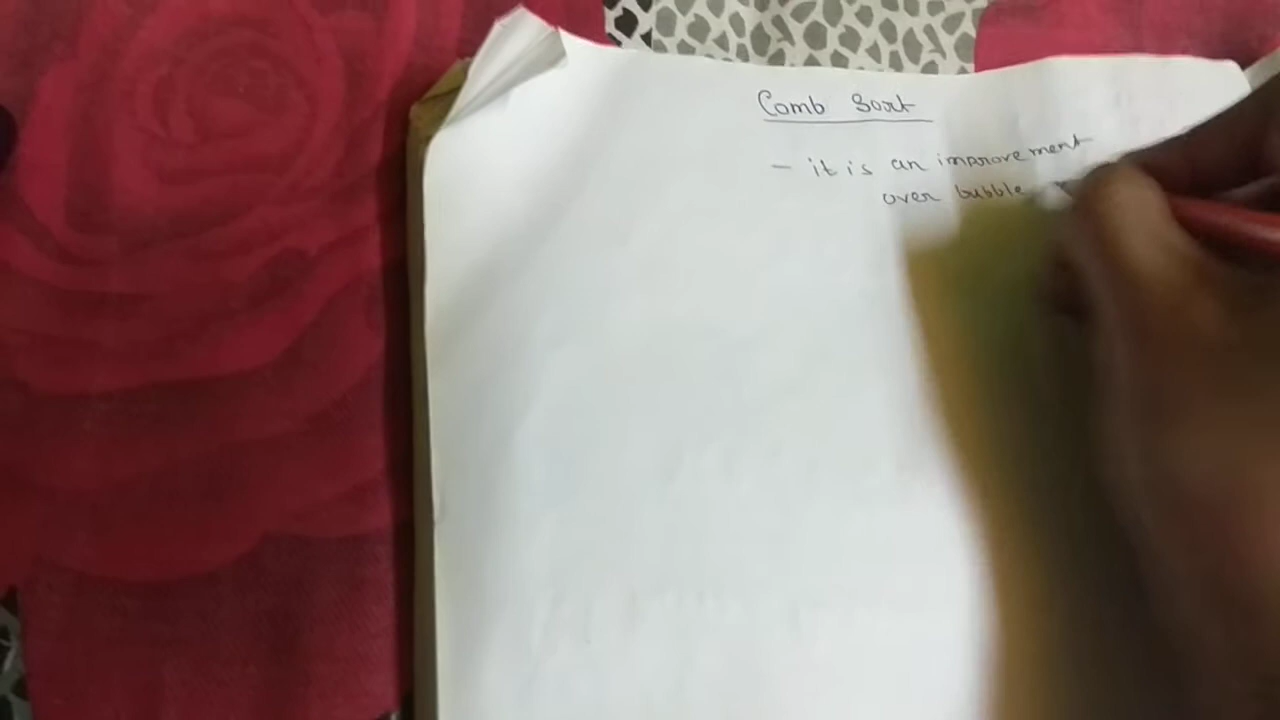 Comb Sort
- it is an improvement
over bubble